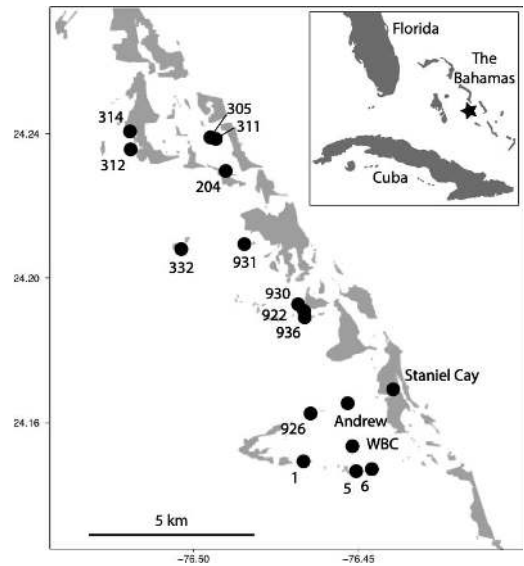 Florida
The
Bahamas
Cuba
24.24
24.20
24.16
314
305
311
312
204
332
931
930
922
936
Staniel Cay
926
Andrew
WBC
1
5
6
5 km
-76.50
-76.45